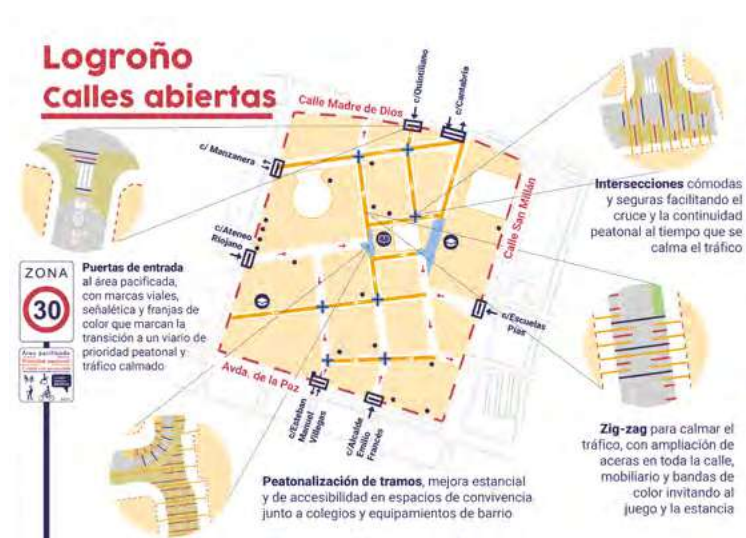 Logroño
Calles abiertas
Calle Madre de Dios
c/Quintiliano
c/Cantabria
c/ Manzanera
Calle San Millán
c/Ateneo
Riojano
c/Escuelas
Pías
Avda. de la Paz
c/Esteban
Manuel
Villegas
c/Alcalde
Emilio
Francés
Intersecciones cómodas
y seguras facilitando el
cruce y la continuidad
peatonal al tiempo que se
calma el tráfico
ZONA
30
Área pacificada
Puertas de entrada
al área pacificada,
con marcas viales,
señalética y franjas de
color que marcan la
transición a un viario de
prioridad peatonal y
tráfico calmado
Peatonalización de tramos, mejora estancial
y de accesibilidad en espacios de convivencia
junto a colegios y equipamientos de barrio
Zig-zag para calmar el
tráfico, con ampliación de
aceras en toda la calle,
mobiliario y bandas de
color invitando al
juego y la estancia